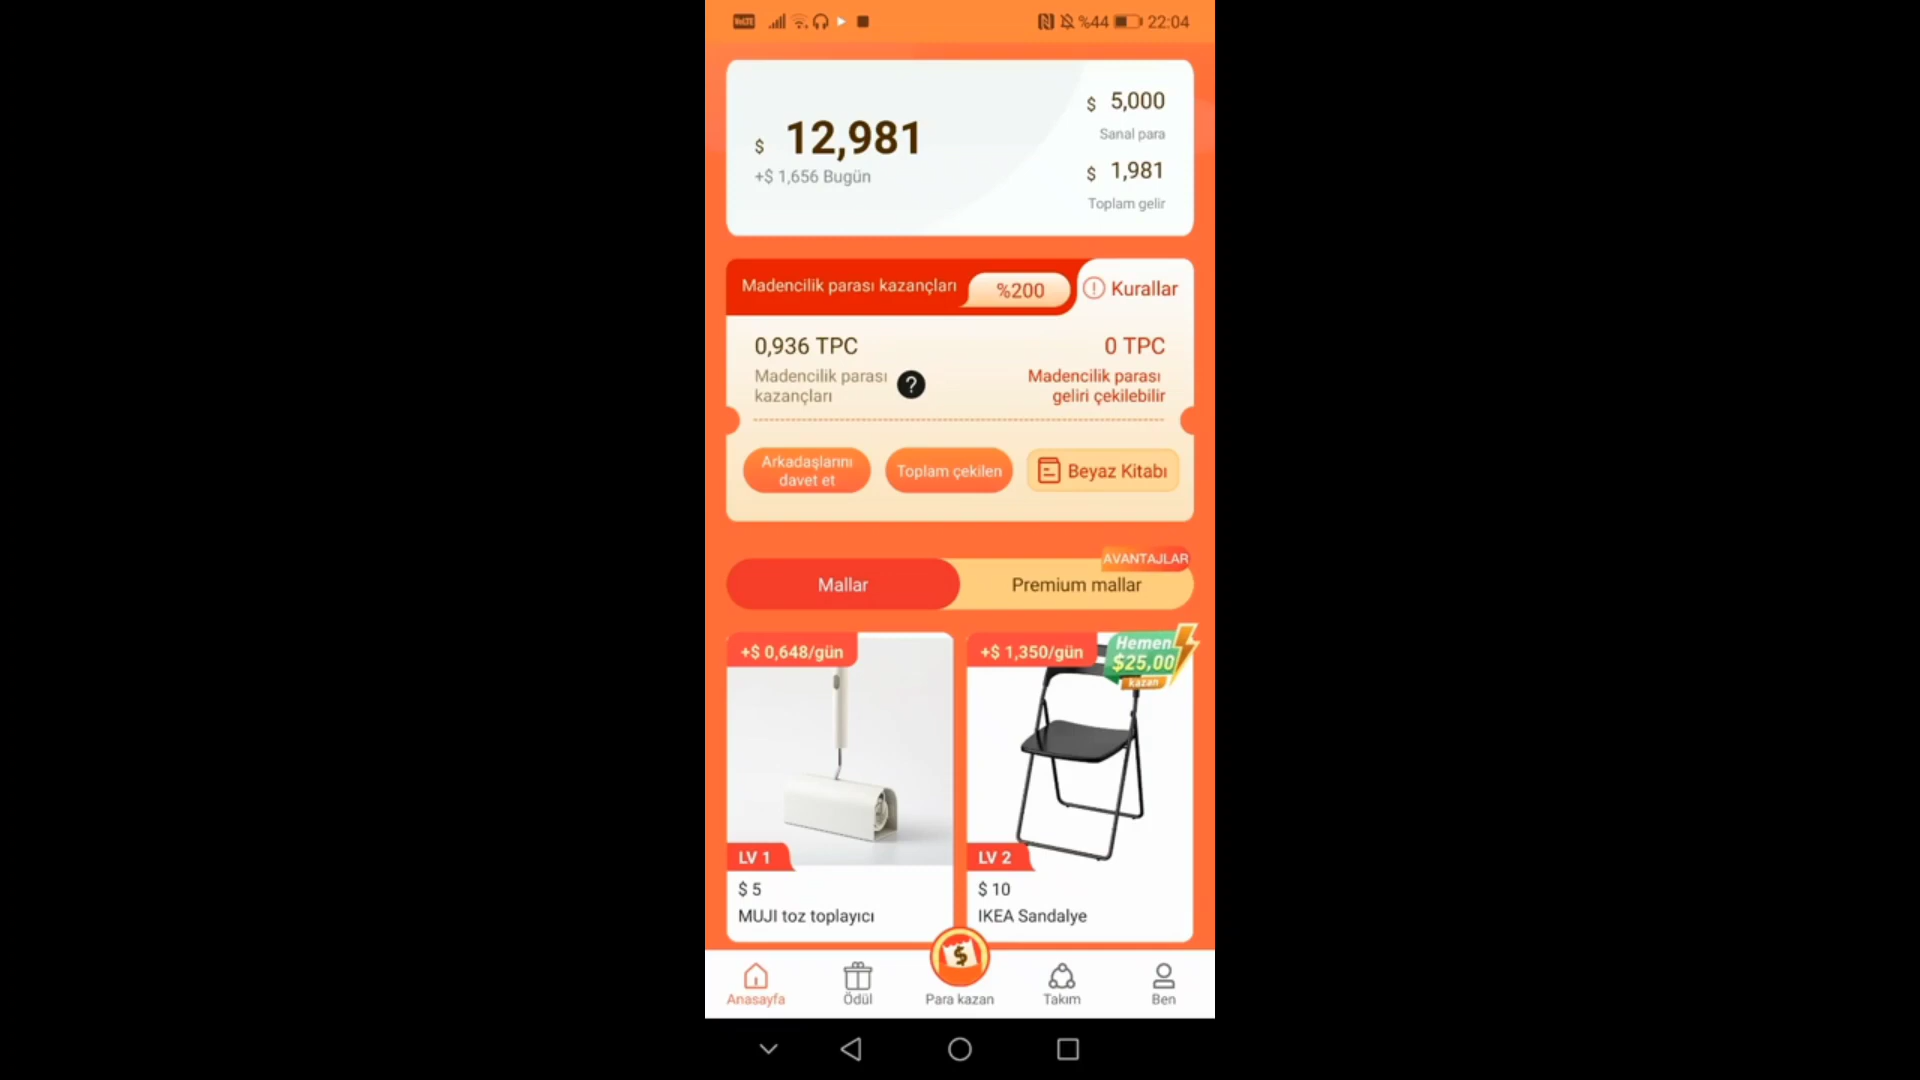 VoLTE %44 22:04
$ 12,981
+$ 1,656 Bugün
$ 5,000
Sanal para
$ 1,981
Toplam gelir
Madencilik parası kazançları %200
Kurallar
0,936 TPC
Madencilik parası
kazançları
?
0 TPC
Madencilik parası
geliri çekilebilir
Arkadaşlarını
davet et
Toplam çekilen
Beyaz Kitabı
AVANTAJLAR
Mallar
Premium mallar
+$ 0,648/gün
LV 1
$ 5
MUJI toz toplayıcı
+$ 1,350/gün
Hemen
$25,00
kazan
LV 2
$ 10
IKEA Sandalye
$
Anasayfa
Ödül
Para kazan
Takım
Ben